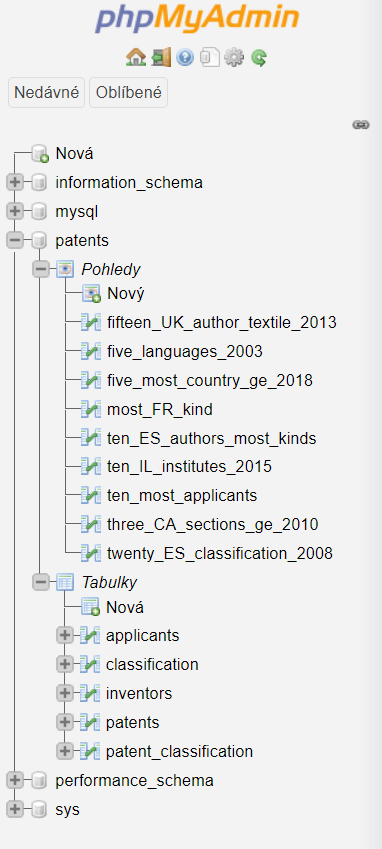 phpMyAdmin
Nedávné Oblíbené
Nová
information_schema
mysql
patents
Pohledy
Nový
fifteen_UK_author_textile_2013
five_languages_2003
five_most_country_ge_2018
most_FR_kind
ten_ES_authors_most_kinds
ten_IL_institutes_2015
ten_most_applicants
three_CA_sections_ge_2010
twenty_ES_classification_2008
Tabulky
Nová
applicants
classification
inventors
patents
patent_classification
performance_schema
sys